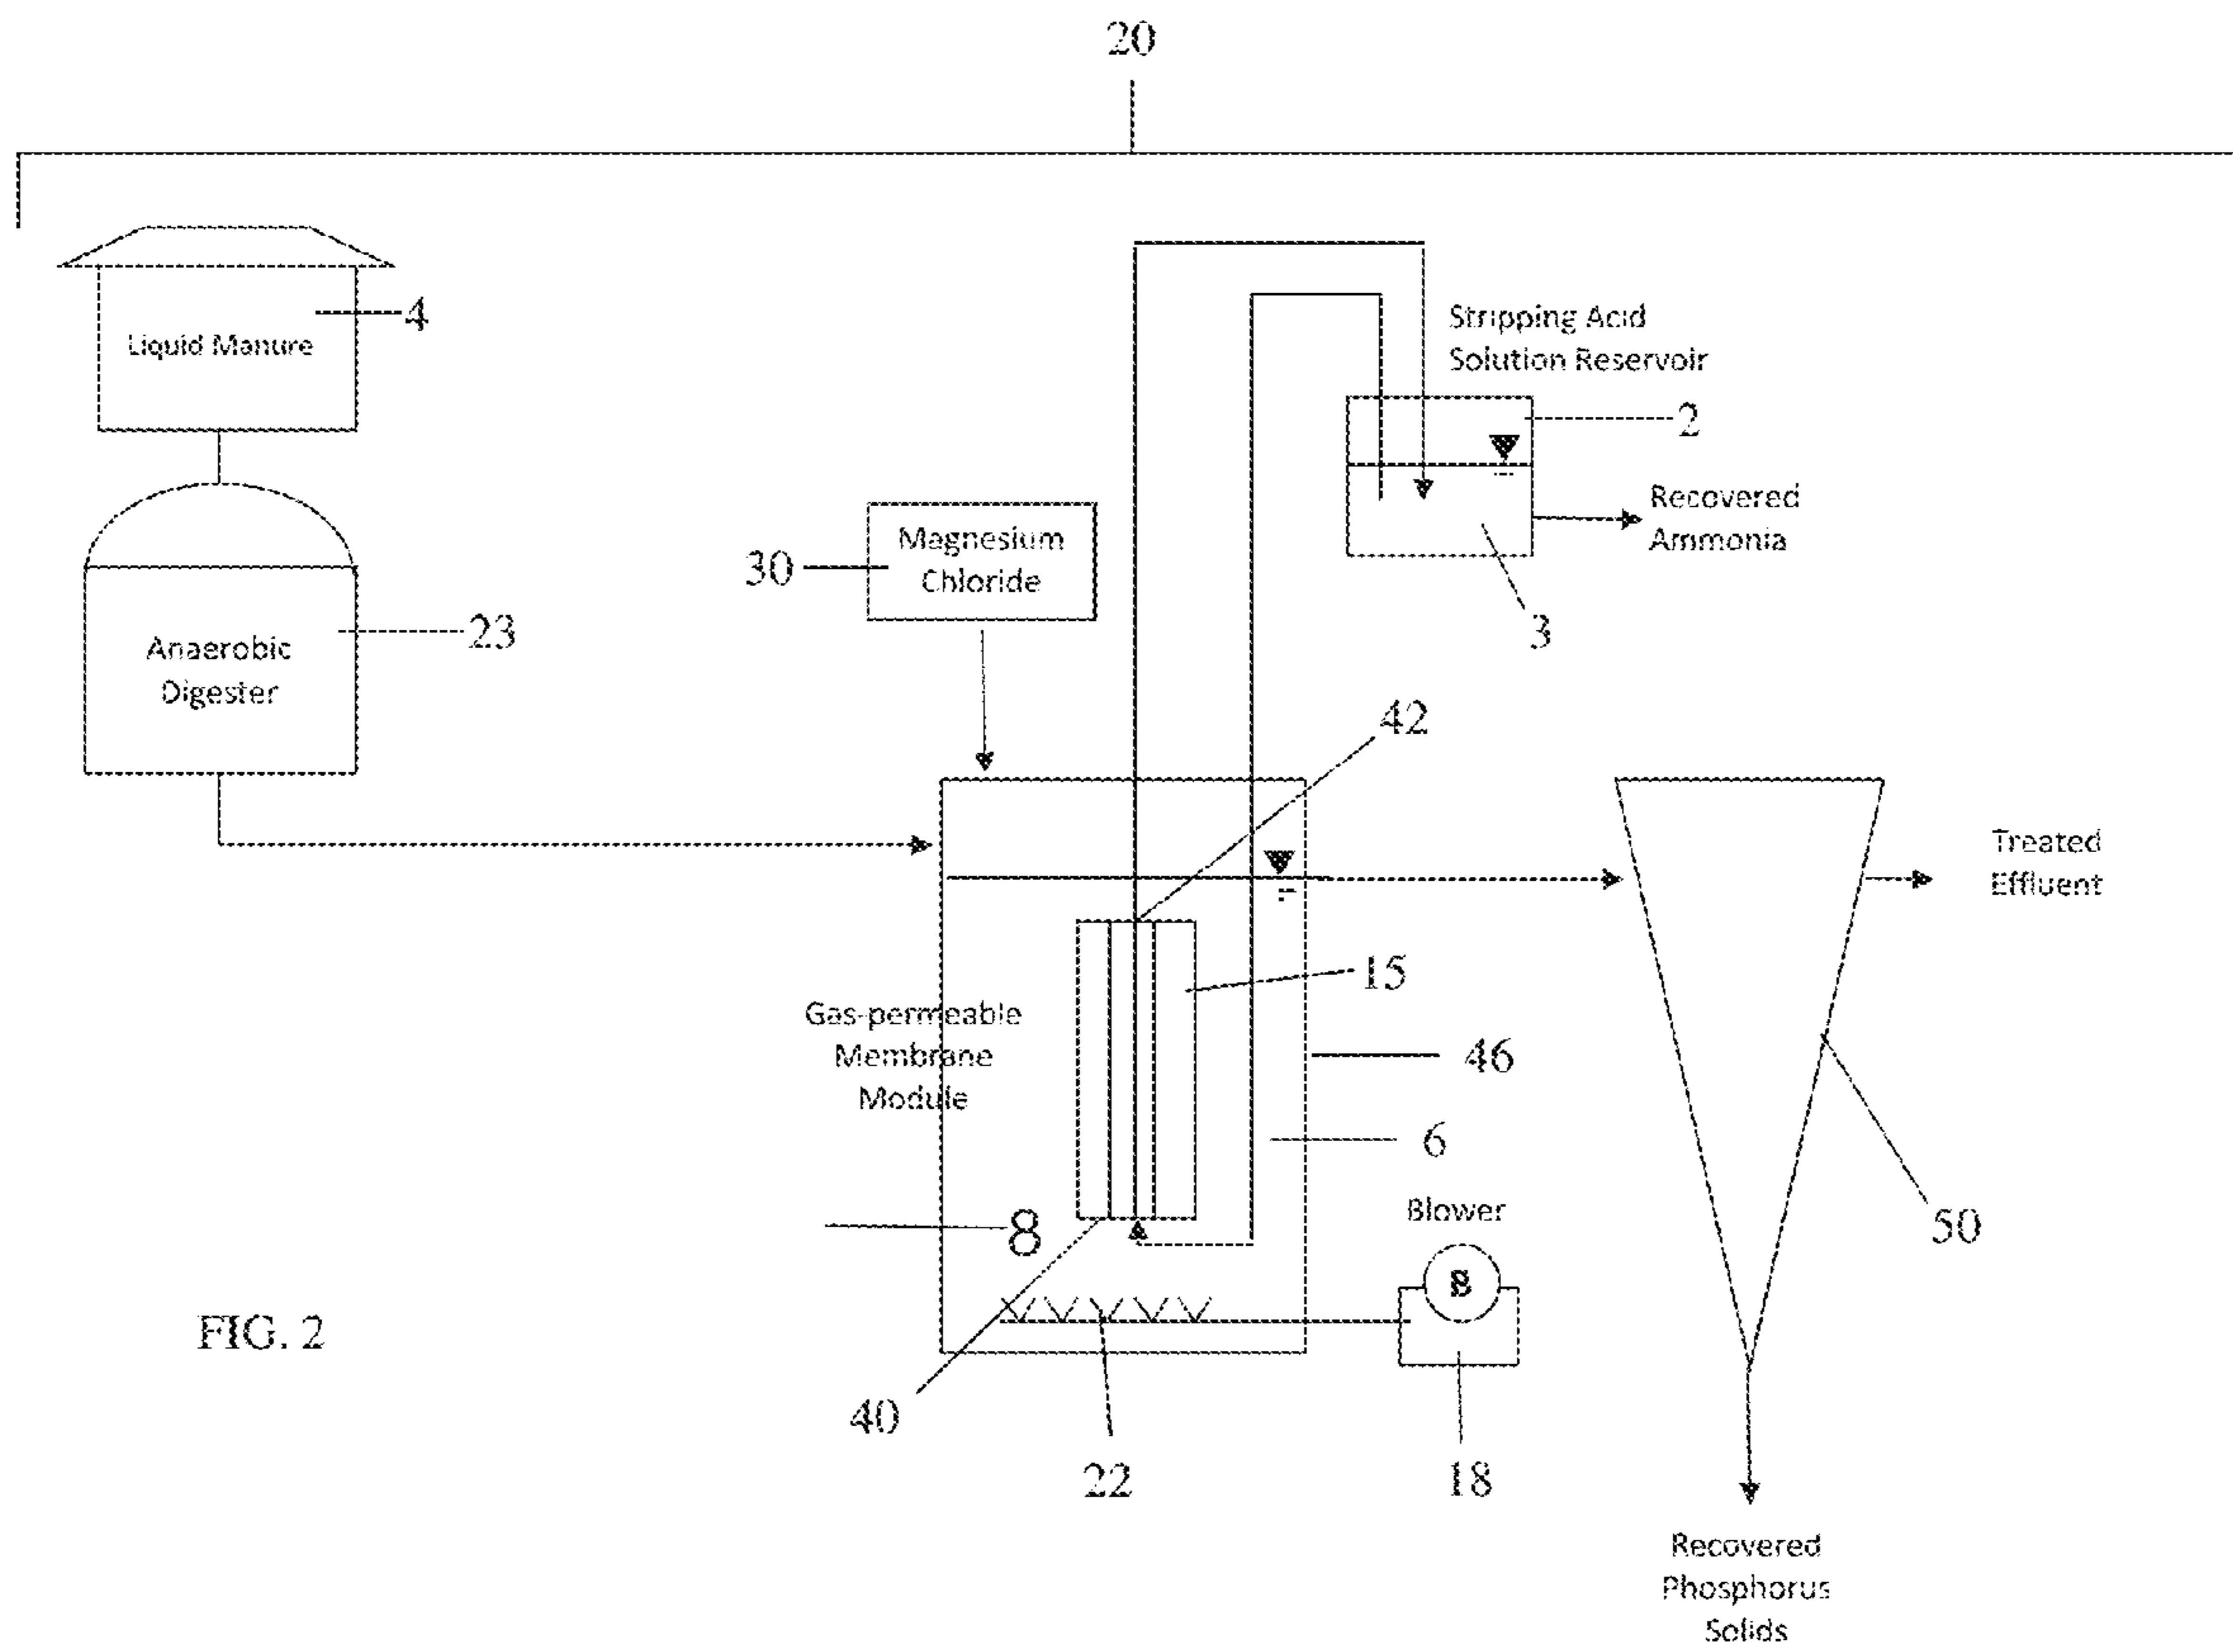 20
4
Liquid Manure
Stripping Acid
Solution Reservoir
2
Recovered
Ammonia
3
Magnesium
Chloride
30
23
Anaerobic
Digester
42
Treated
Effluent
15
Gas-permeable
Membrane
Module
46
6
8
Blower
B
50
FIG. 2
40
22
18
Recovered
Phosphorus
Solids